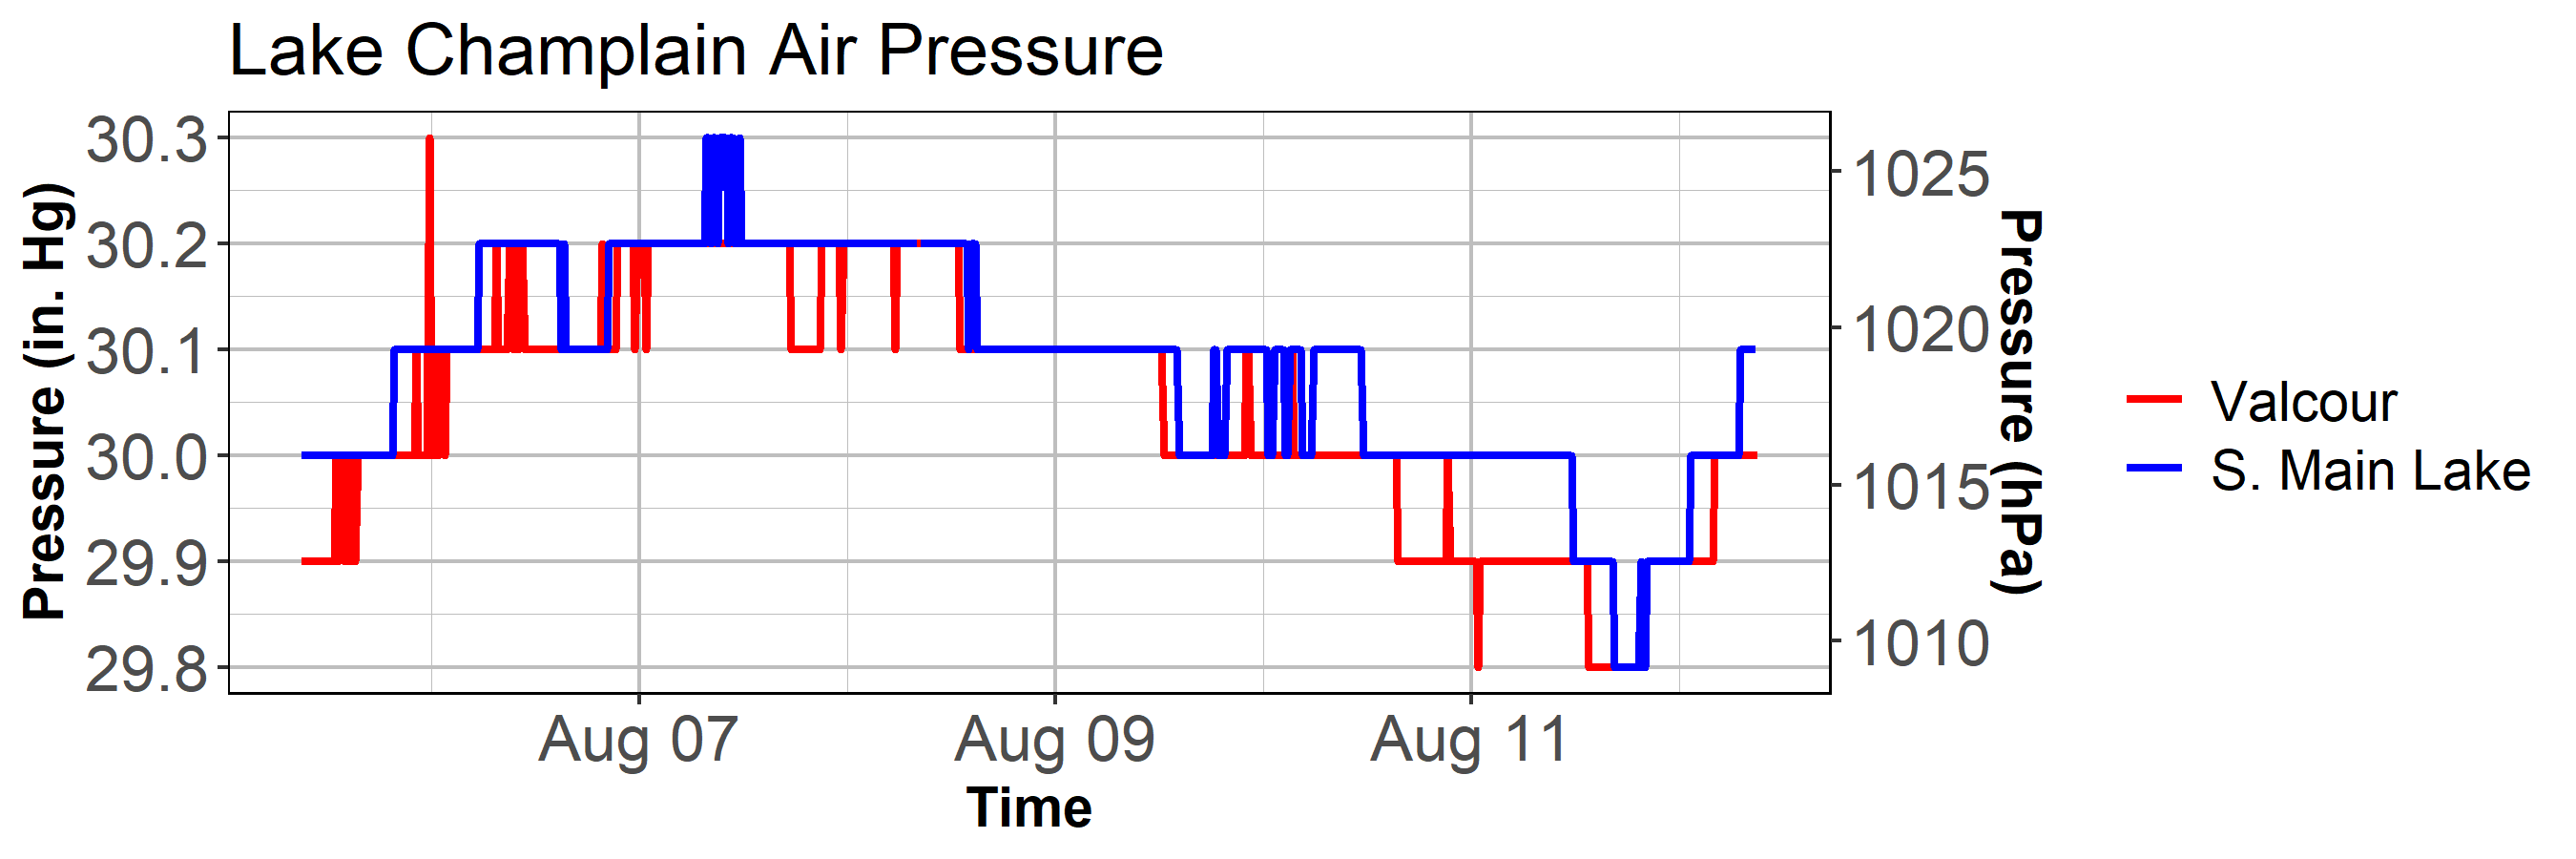 Lake Champlain Air Pressure
Pressure (in. Hg)
30.3
30.2
30.1
30.0
29.9
29.8
1025
1020
1015
1010
Pressure (hPa)
Aug 07
Aug 09
Aug 11
Time
Valcour
S. Main Lake